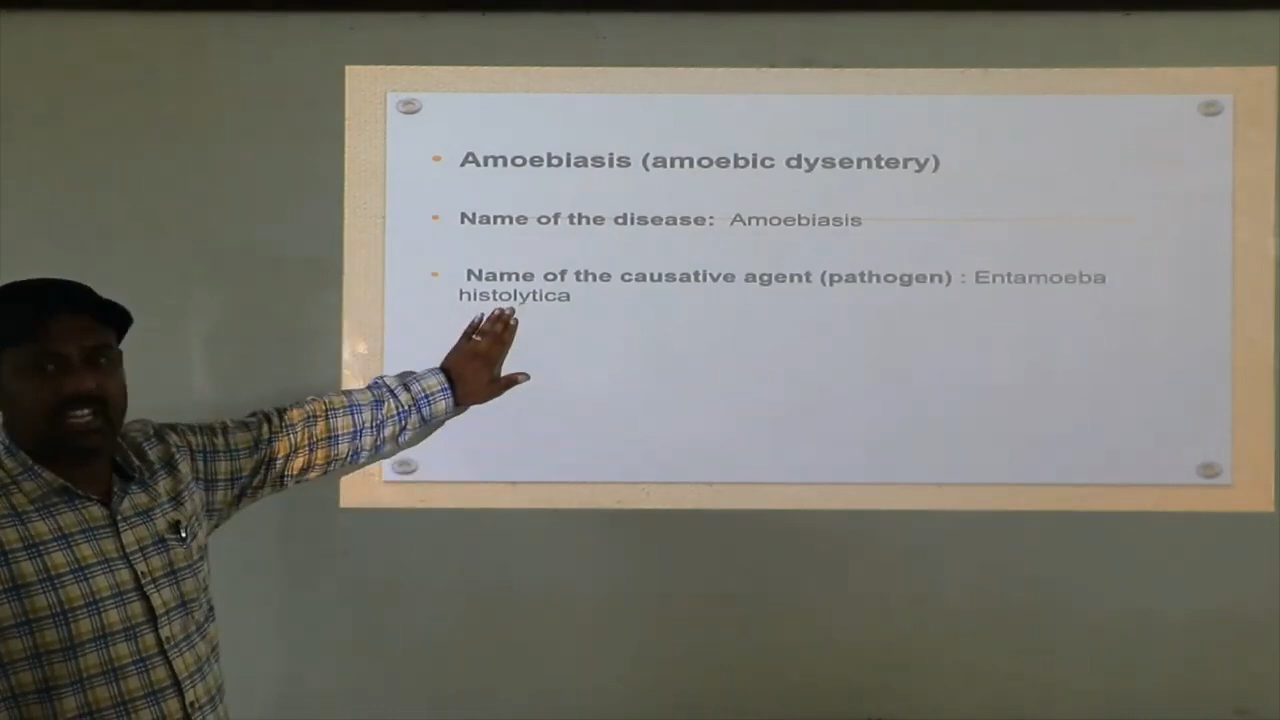 • Amoebiasis (amoebic dysentery)
• Name of the disease: Amoebiasis
• Name of the causative agent (pathogen) : Entamoeba
histolytica